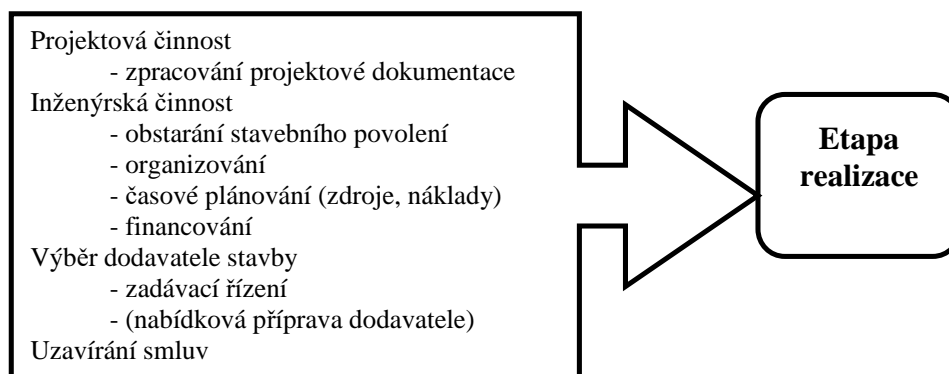 Projektová činnost
- zpracování projektové dokumentace
Inženýrská činnost
- obstarání stavebního povolení
- organizování
- časové plánování (zdroje, náklady)
- financování
Výběr dodavatele stavby
- zadávací řízení
- (nabídková příprava dodavatele)
Uzavírání smluv
Etapa
realizace